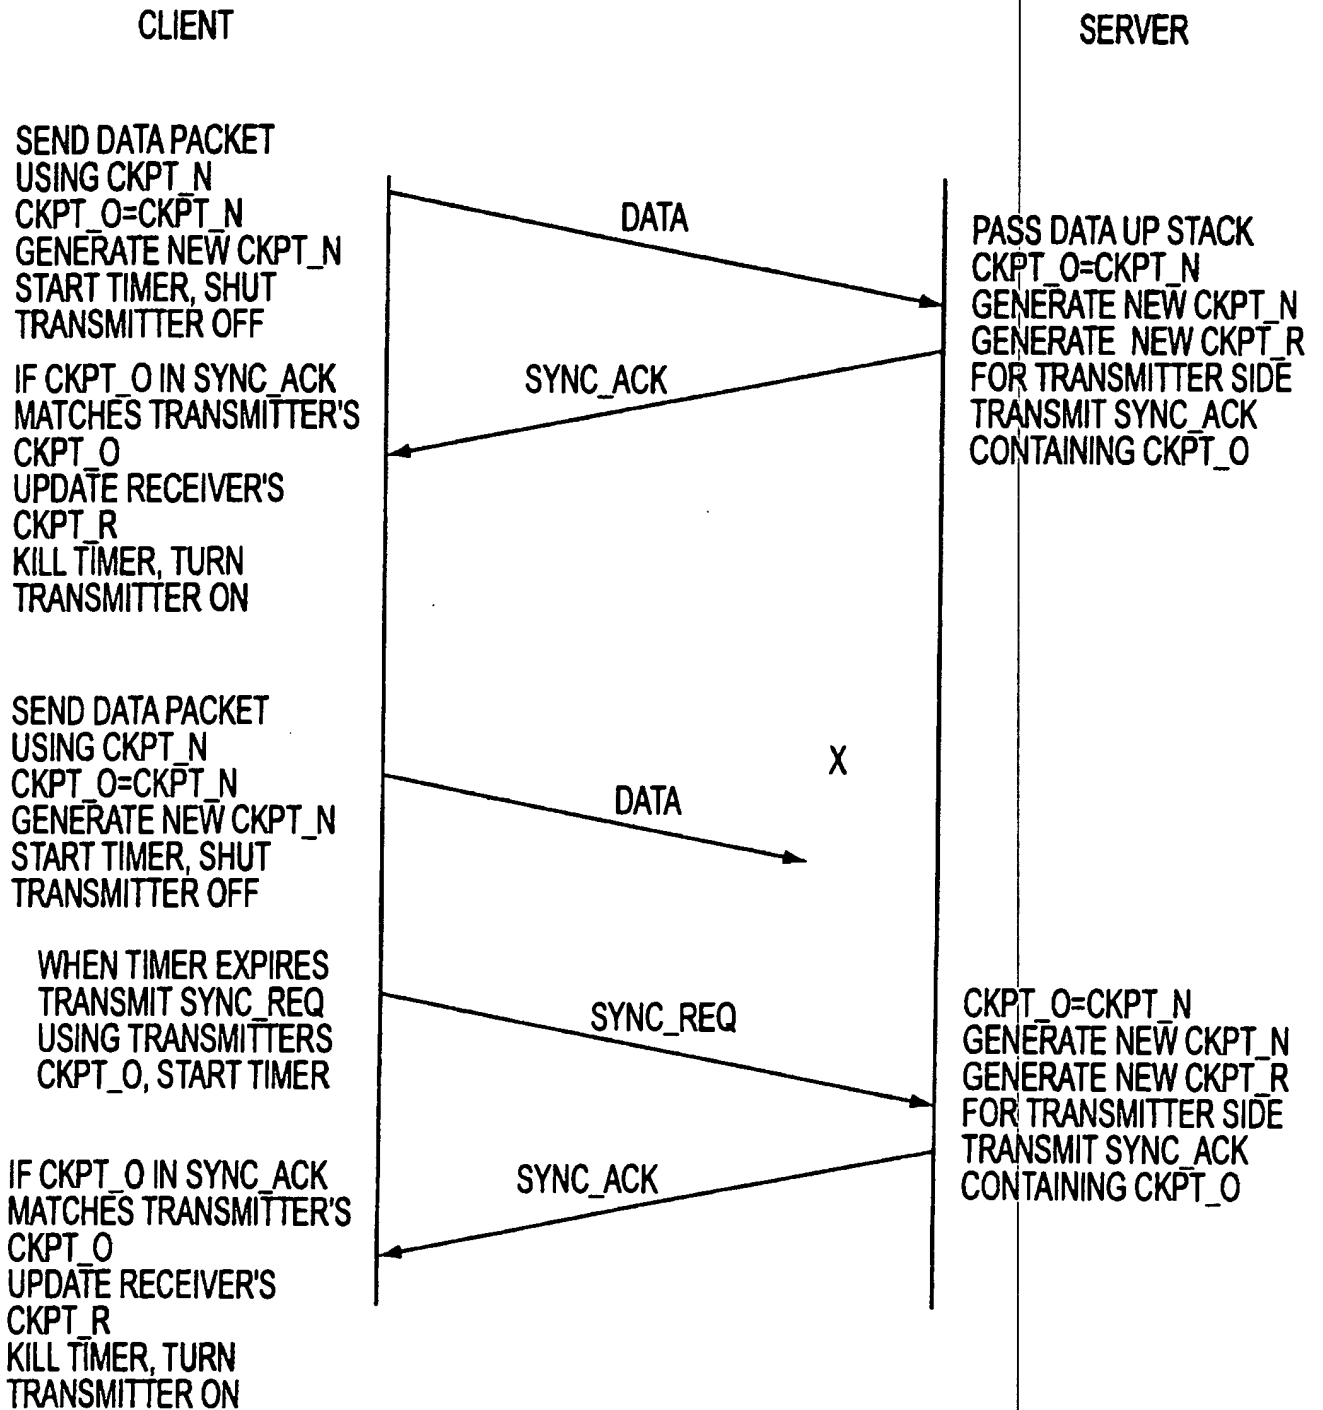 CLIENT
SERVER
SEND DATA PACKET
USING CKPT_N
CKPT_O=CKPT_N
GENERATE NEW CKPT_N
START TIMER, SHUT
TRANSMITTER OFF
DATA
PASS DATA UP STACK
CKPT_O=CKPT_N
GENERATE NEW CKPT_N
GENERATE NEW CKPT_R
FOR TRANSMITTER SIDE
TRANSMIT SYNC_ACK
CONTAINING CKPT_O
SYNC_ACK
IF CKPT_O IN SYNC_ACK
MATCHES TRANSMITTER'S
CKPT_O
UPDATE RECEIVER'S
CKPT_R
KILL TIMER, TURN
TRANSMITTER ON
SEND DATA PACKET
USING CKPT_N
CKPT_O=CKPT_N
GENERATE NEW CKPT_N
START TIMER, SHUT
TRANSMITTER OFF
DATA
X
WHEN TIMER EXPIRES
TRANSMIT SYNC_REQ
USING TRANSMITTERS
CKPT_O, START TIMER
SYNC_REQ
CKPT_O=CKPT_N
GENERATE NEW CKPT_N
GENERATE NEW CKPT_R
FOR TRANSMITTER SIDE
TRANSMIT SYNC_ACK
CONTAINING CKPT_O
SYNC_ACK
IF CKPT_O IN SYNC_ACK
MATCHES TRANSMITTER'S
CKPT_O
UPDATE RECEIVER'S
CKPT_R
KILL TIMER, TURN
TRANSMITTER ON